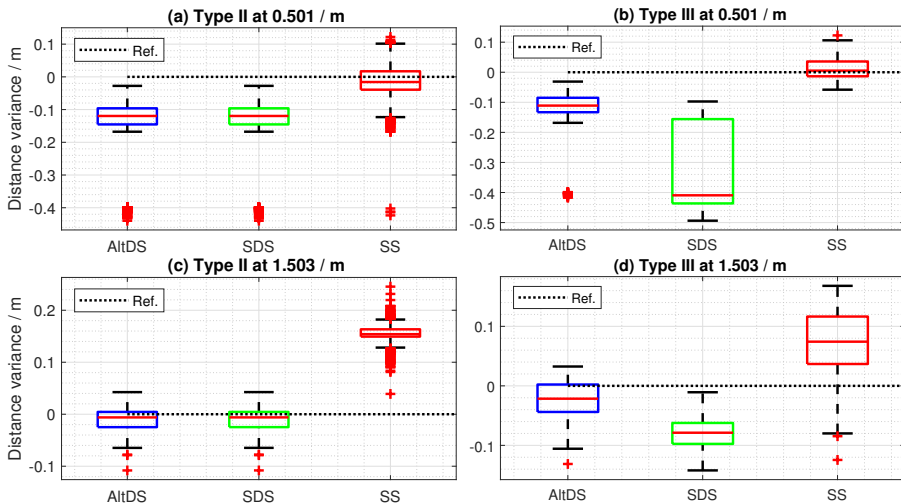 (a) Type II at 0.501 / m
Distance variance / m
0.1
0
-0.1
-0.2
-0.3
-0.4
Ref.
AltDS SDS SS
(b) Type III at 0.501 / m
0.1
0
-0.1
-0.2
-0.3
-0.4
-0.5
Ref.
AltDS SDS SS
(c) Type II at 1.503 / m
Distance variance / m
0.2
0.1
0
-0.1
Ref.
AltDS SDS SS
(d) Type III at 1.503 / m
0.1
0
-0.1
Ref.
AltDS SDS SS